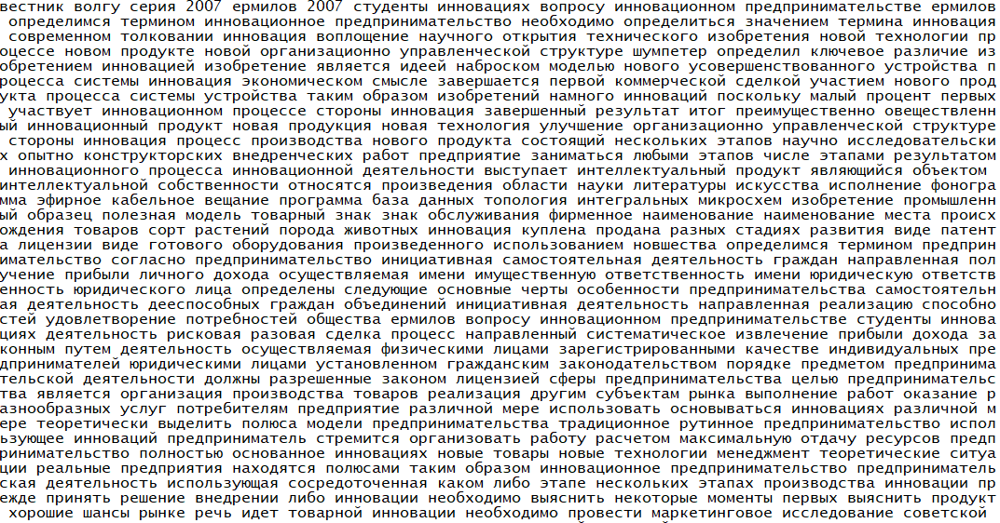 вестник волгу серия 2007 ермилов 2007 студенты инновациях вопросу инновационном предпринимательстве ермилов
определимся термином инновационное предпринимательство необходимо определиться значением термина инновация
современном толковании инновация воплощение научного открытия технического изобретения новой технологии пр
оцессе новом продукте новой организационно управленческой структуре шумпетер определил ключевое различие из
обретением инновацией изобретение является идеей наброском моделью нового усовершенствованного устройства п
роцесса системы инновация экономическом смысле завершается первой коммерческой сделкой участием нового прод
укта процесса системы устройства таким образом изобретений намного инноваций поскольку малый процент первых
участвует инновационном процессе стороны инновация завершенный результат итог преимущественно овеществленн
ый инновационный продукт новая продукция новая технология улучшение организационно управленческой структуре
стороны инновация процесс производства нового продукта состоящий нескольких этапов научно исследовательски
х опытно конструкторских внедренческих работ предприятие заниматься любыми этапов числе этапами результатом
инновационного процесса инновационной деятельности выступает интеллектуальный продукт являющийся объектом
интеллектуальной собственности относятся произведения области науки литературы искусства исполнение фоногра
мма эфирное кабельное вещание программа база данных топология интегральных микросхем изобретение промышленн
ый образец полезная модель товарный знак знак обслуживания фирменное наименование наименование места происх
ождения товаров сорт растений порода животных инновация куплена продана разных стадиях развития виде патент
а лицензии виде готового оборудования произведенного использованием новшества определимся термином предприн
имательство согласно предпринимательство инициативная самостоятельная деятельность граждан направленная пол
учение прибыли личного дохода осуществляемая имени имущественную ответственность имени юридическую ответств
енность юридического лица определены следующие основные черты особенности предпринимательства самостоятельн
ая деятельность дееспособных граждан объединений инициативная деятельность направленная реализацию способно
стей удовлетворение потребностей общества ермилов вопросу инновационном предпринимательстве студенты иннова
циях деятельность рисковая разовая сделка процесс направленный систематическое извлечение прибыли дохода за
конным путем деятельность осуществляемая физическими лицами зарегистрированными качестве индивидуальных пре
дпринимателей юридическими лицами установленном гражданским законодательством порядке предметом предпринима
тельской деятельности должны разрешенные законом лицензией сферы предпринимательства целью предпринимательс
тва является организация производства товаров реализация другим субъектам рынка выполнение работ оказание р
азнообразных услуг потребителям предприятие различной мере использовать основываться инновациях различной м
ере теоретически выделить полюса модели предпринимательства традиционное рутинное предпринимательство испол
ьзующее инноваций предприниматель стремится организовать работу расчетом максимальную отдачу ресурсов предп
ринимательство полностью основанное инновациях новые товары новые технологии менеджмент теоретические ситуа
ции реальные предприятия находятся полюсами таким образом инновационное предпринимательство предприниматель
ская деятельность использующая сосредоточенная каком либо этапе нескольких этапах производства инновации пр
ежде принять решение внедрении либо инновации необходимо выяснить некоторые моменты первых выяснить продукт
хорошие шансы рынке речь идет товарной инновации необходимо провести маркетинговое исследование советской